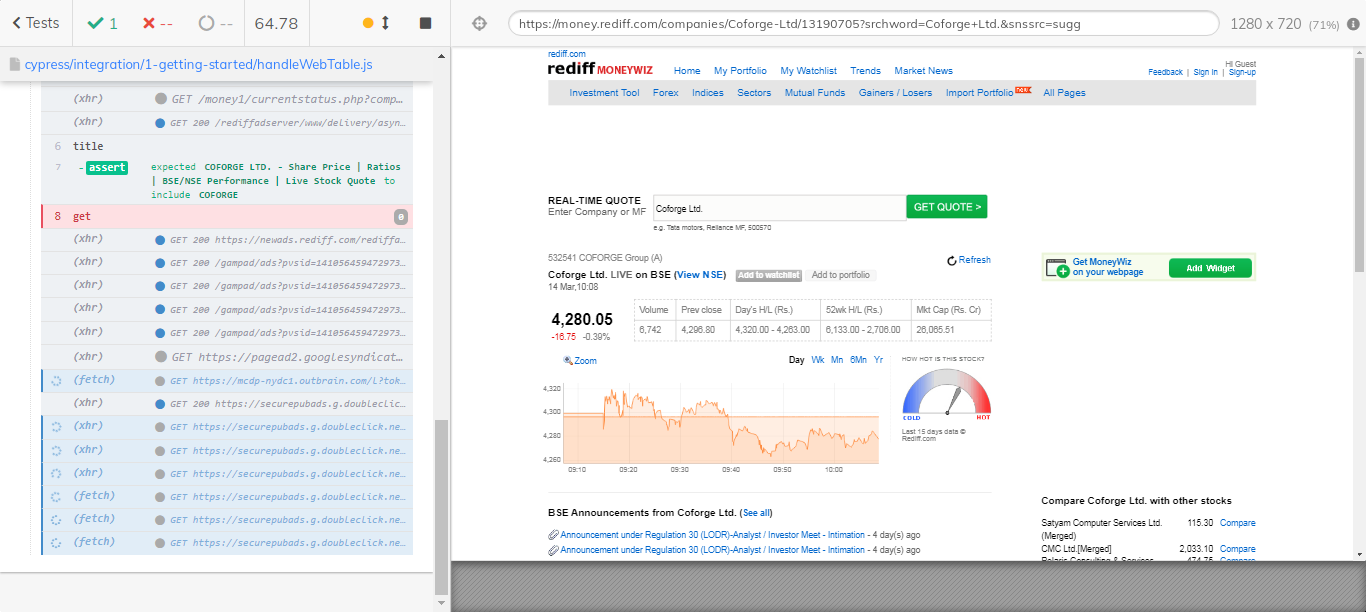 Tests
1
--
--
64.78
https://money.rediff.com/companies/Coforge-Ltd/13190705?srchword=Coforge+Ltd.&snssrc=sugg
1280 x 720 (71%)
cypress/integration/1-getting-started/handleWebTable.js
(xhr) GET /money1/currentstatus.php?comp…
(xhr) GET 200 /rediffadserver/www/delivery/asyn…
6 title
7 -assert expected COFORGE LTD. - Share Price | Ratios
| BSE/NSE Performance | Live Stock Quote to
include COFORGE
8 get 0
(xhr) GET 200 https://newads.rediff.com/rediffa…
(xhr) GET 200 /gampad/ads?pvsid=141056459472973…
(xhr) GET 200 /gampad/ads?pvsid=141056459472973…
(xhr) GET 200 /gampad/ads?pvsid=141056459472973…
(xhr) GET 200 /gampad/ads?pvsid=141056459472973…
(xhr) GET https://pagead2.googlesyndicat…
(fetch) GET https://mcdp-nydc1.outbrain.com/l?tok…
(xhr) GET 200 https://securepubads.g.doubleclic…
(xhr) GET https://securepubads.g.doubleclick.ne…
(xhr) GET https://securepubads.g.doubleclick.ne…
(xhr) GET https://securepubads.g.doubleclick.ne…
(fetch) GET https://securepubads.g.doubleclick.ne…
(fetch) GET https://securepubads.g.doubleclick.ne…
(fetch) GET https://securepubads.g.doubleclick.ne…
rediff.com
rediff MONEYWIZ Home My Portfolio My Watchlist Trends Market News
Hi Guest
Feedback | Sign in | Sign-up
Investment Tool Forex Indices Sectors Mutual Funds Gainers / Losers Import Portfolio new All Pages
REAL-TIME QUOTE
Enter Company or MF
Coforge Ltd.
GET QUOTE >
e.g. Tata motors, Reliance MF, 500570
532541 COFORGE Group (A)
Refresh
Coforge Ltd. LIVE on BSE (View NSE) Add to watchlist Add to portfolio
14 Mar,10:08
Get MoneyWiz
on your webpage
Add Widget
4,280.05
-16.75 -0.39%
Volume Prev close Day's H/L (Rs.) 52wk H/L (Rs.) Mkt Cap (Rs. Cr)
6,742 4,296.80 4,320.00 - 4,263.00 6,133.00 - 2,706.00 26,065.51
Zoom
Day Wk Mn 6Mn Yr
4,320
4,300
4,280
4,260
09:10 09:20 09:30 09:40 09:50 10:00
HOW HOT IS THIS STOCK?
COLD HOT
Last 15 days data ©
Rediff.com
BSE Announcements from Coforge Ltd. (See all)
Announcement under Regulation 30 (LODR)-Analyst / Investor Meet - Intimation - 4 day(s) ago
Announcement under Regulation 30 (LODR)-Analyst / Investor Meet - Intimation - 4 day(s) ago
Compare Coforge Ltd. with other stocks
Satyam Computer Services Ltd. 115.30 Compare
(Merged)
CMC Ltd.[Merged] 2,033.10 Compare
Polaris Consulting & Services 474.75 Compare